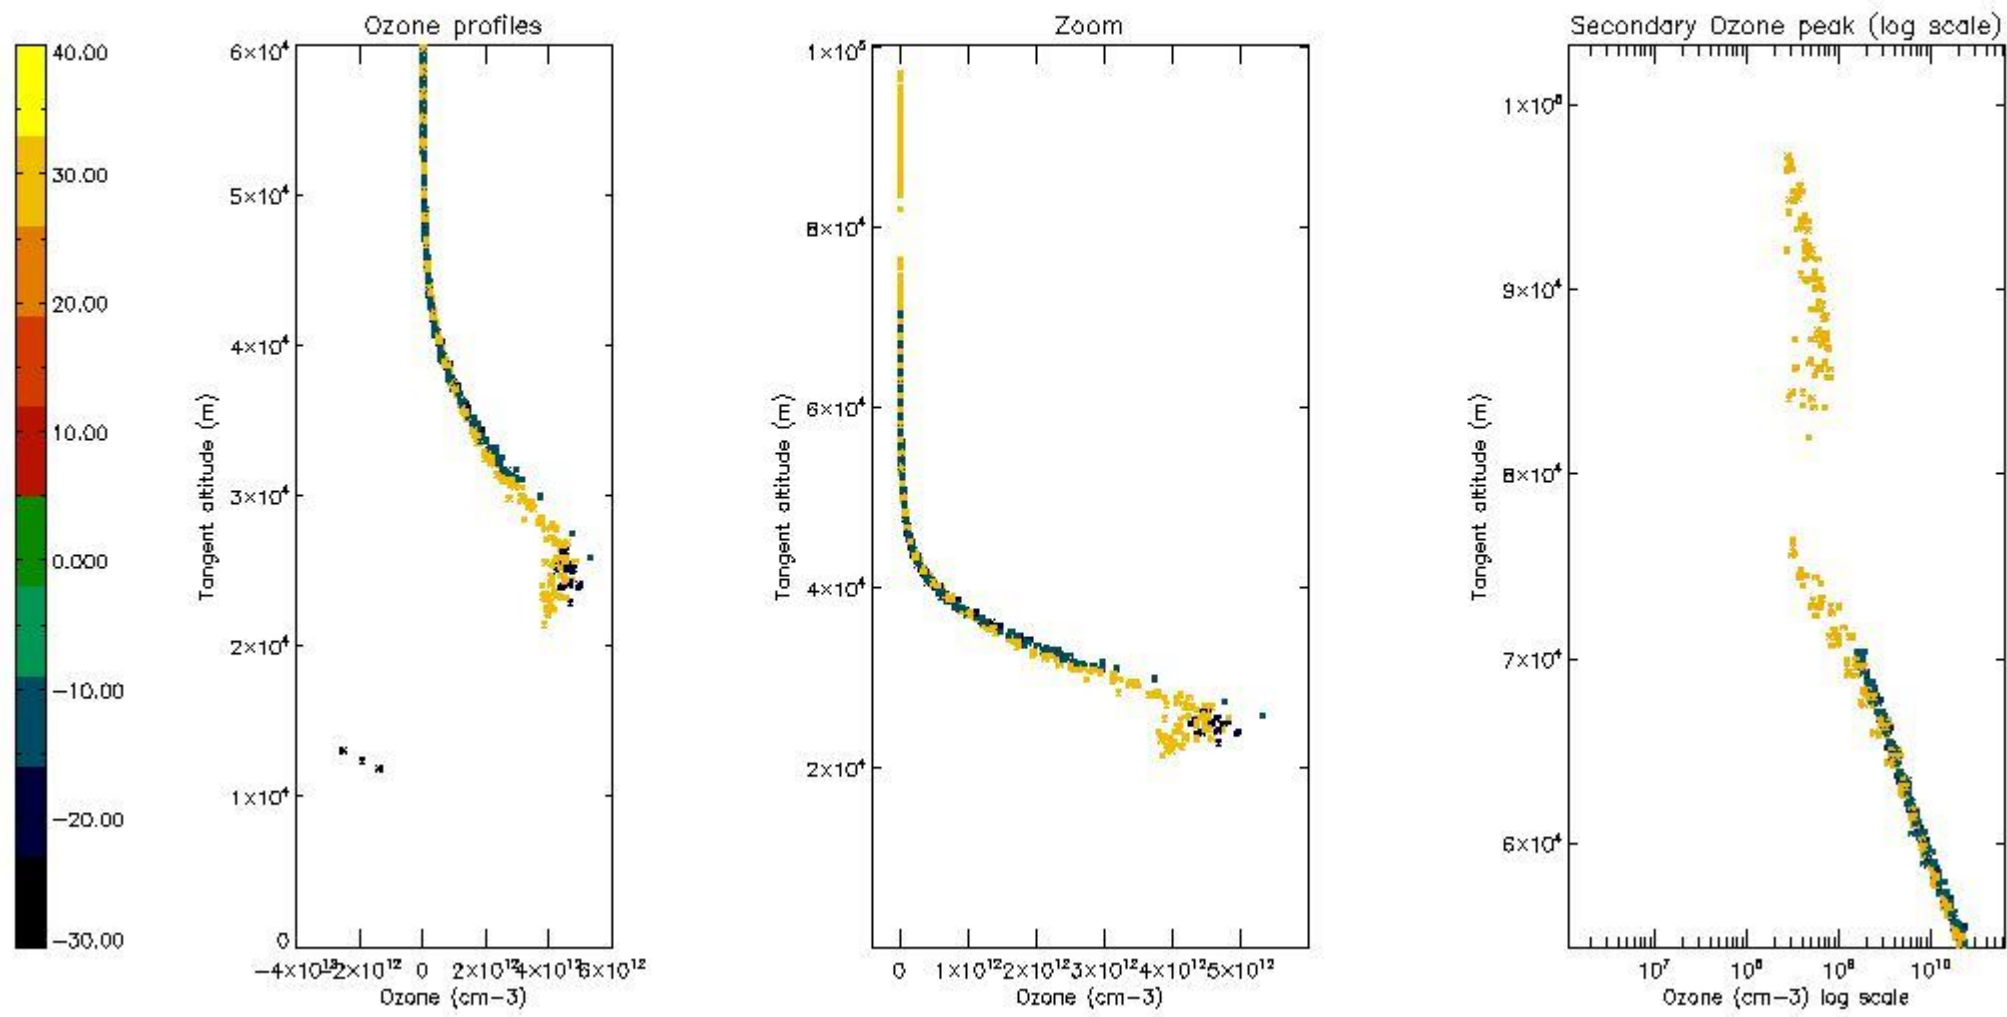 Ozone profiles
Zoom
Secondary Ozone peak (log scale)
40.00
30.00
20.00
10.00
0.000
−10.00
−20.00
−30.00
6×10⁴
5×10⁴
4×10⁴
3×10⁴
2×10⁴
1×10⁴
0
Tangent altitude (m)
−2×10¹² 0 2×10¹² 4×10¹² 6×10¹²
Ozone (cm−3)
1×10⁵
8×10⁴
6×10⁴
4×10⁴
2×10⁴
Tangent altitude (m)
0 1×10¹² 2×10¹² 3×10¹² 4×10¹² 5×10¹²
Ozone (cm−3)
9×10⁴
8×10⁴
7×10⁴
6×10⁴
Tangent altitude (m)
10⁷ 10⁹ 10¹⁰
Ozone (cm−3) log scale